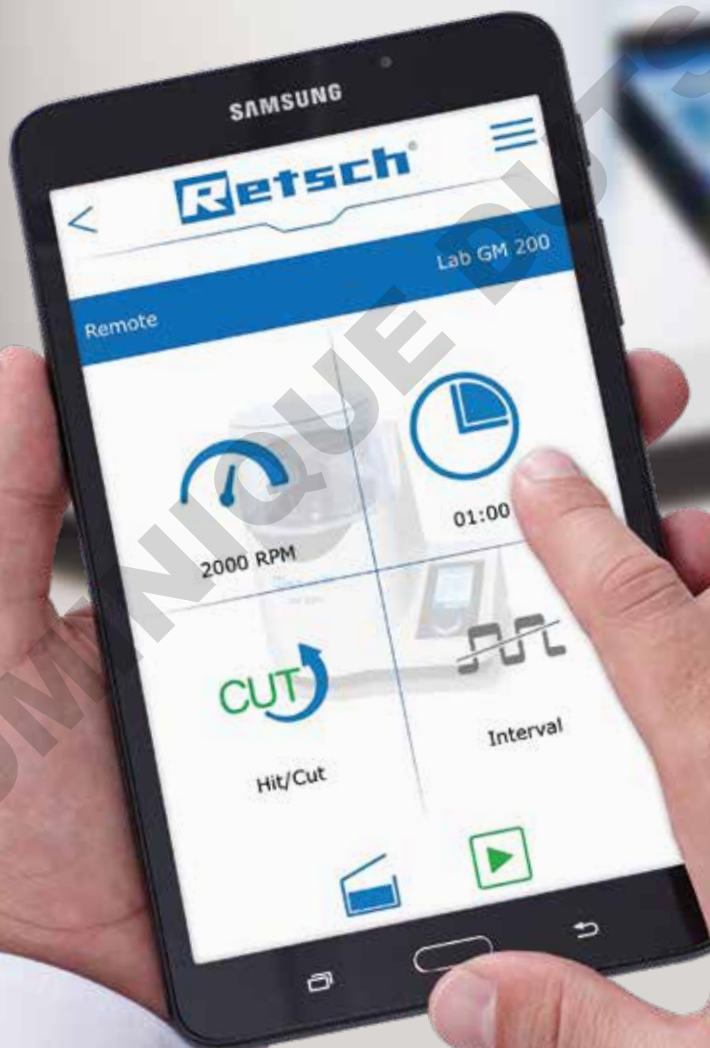 SAMSUNG
Retsch®
Remote
Lab GM 200
2000 RPM
01:00
CUT
Hit/Cut
Interval